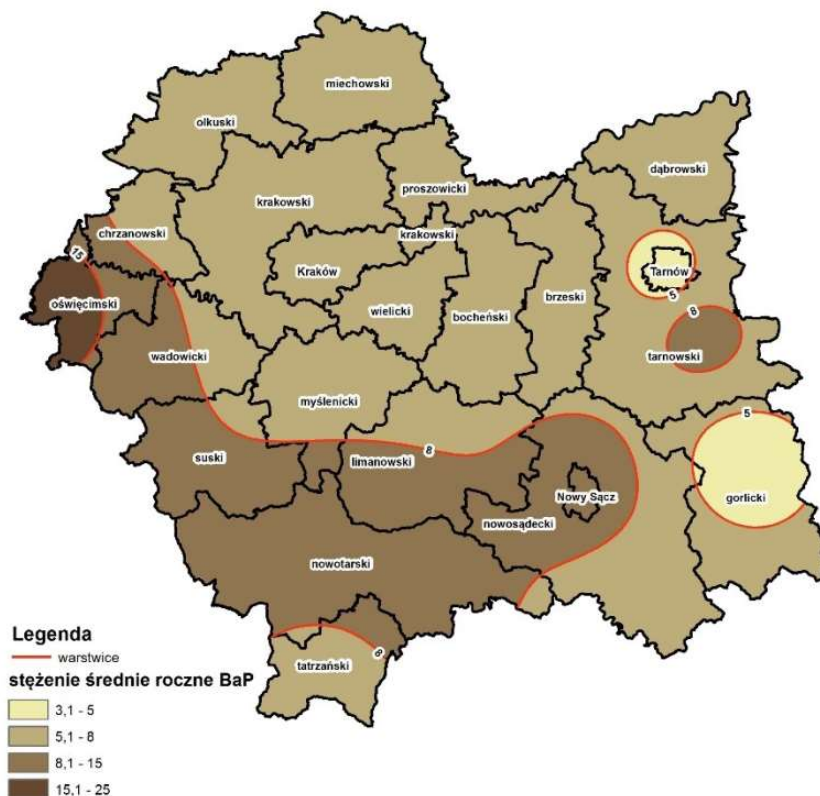 miechowski
olkuski
dąbrowski
proszowicki
krakowski
chrzanowski
krakowski
15
Kraków
Tarnów
oświęcimski
5
wielicki
brzeski
8
bocheński
wadowicki
tarnowski
myślenicki
5
8
suski
limanowski
Nowy Sącz
gorlicki
nowosądecki
nowotarski
8
tatrzański
Legenda
warstwice
stężenie średnie roczne BaP
3,1 - 5
5,1 - 8
8,1 - 15
15,1 - 25